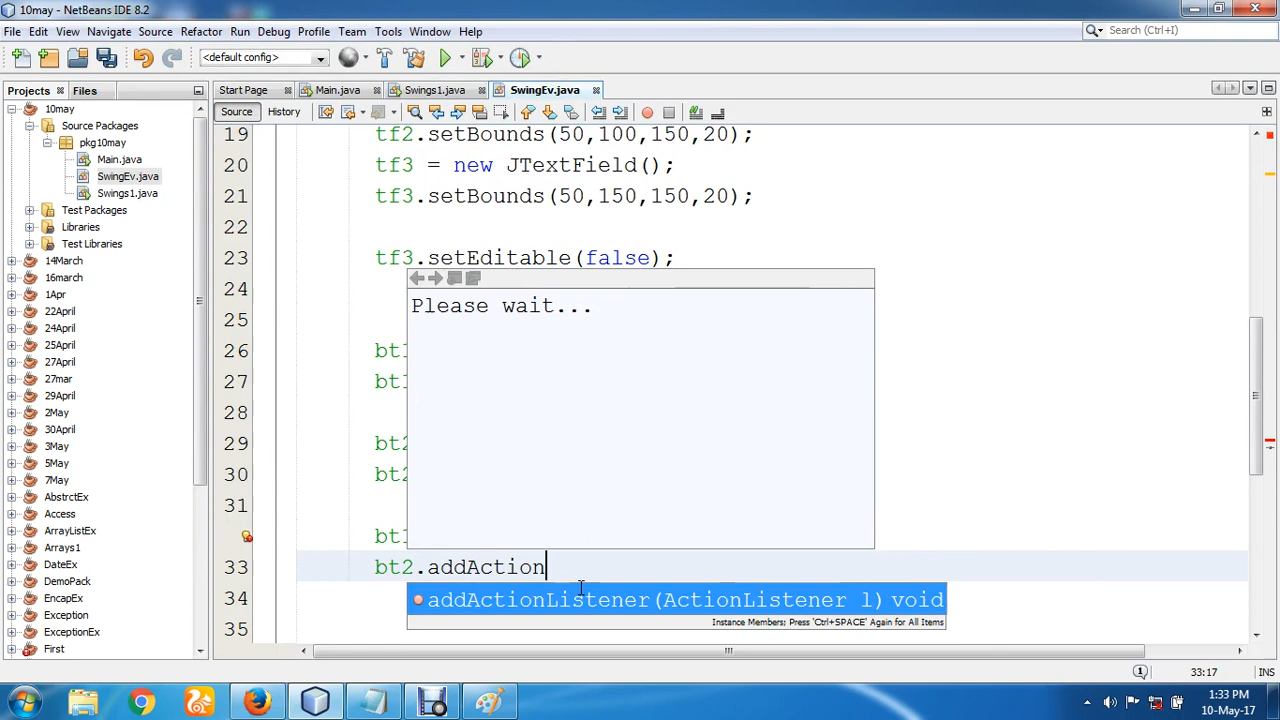 10may - NetBeans IDE 8.2
File Edit View Navigate Source Refactor Run Debug Profile Team Tools Window Help
Search (Ctrl+I)
<default config>
Projects Files
Start Page Main.java Swings1.java SwingEv.java
Source History
10may
Source Packages
pkg10may
Main.java
SwingEv.java
Swings1.java
Test Packages
Libraries
Test Libraries
14March
16march
1Apr
22April
24April
25April
27April
27mar
29April
2May
30April
3May
5May
7May
AbstrctEx
Access
ArrayListEx
Arrays1
DateEx
DemoPack
EncapEx
Exception
ExceptionEx
First
19 tf2.setBounds(50,100,150,20);
20 tf3 = new JTextField();
21 tf3.setBounds(50,150,150,20);
22
23 tf3.setEditable(false);
24
25
26 bt1
27 bt1
28
29 bt2
30 bt2
31
bt1
33 bt2.addAction
34
35
Please wait...
addActionListener(ActionListener l) void
Instance Members; Press 'Ctrl+SPACE' Again for All Items
1
33:17 INS
1:33 PM
10-May-17